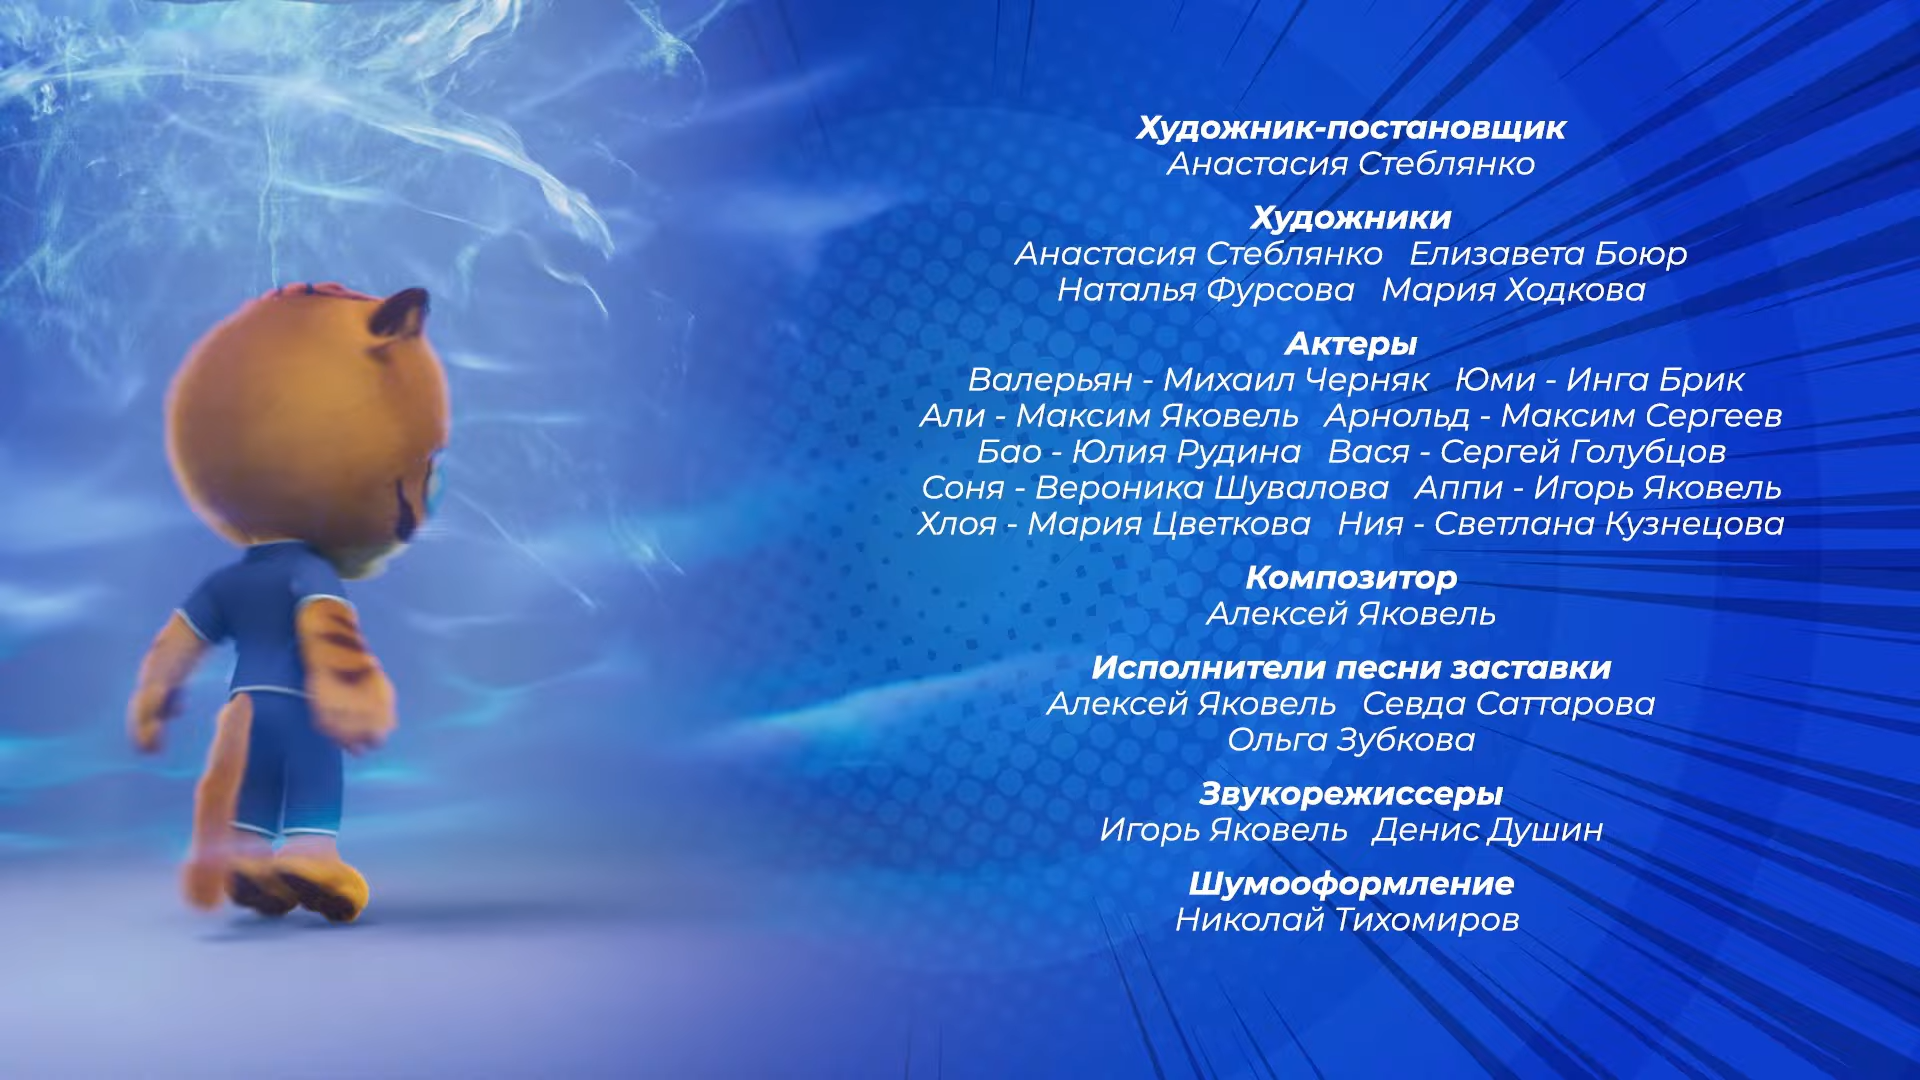 Художник-постановщик
Анастасия Стеблянко
Художники
Анастасия Стеблянко Елизавета Боюр
Наталья Фурсова Мария Ходкова
Актеры
Валерьян - Михаил Черняк Юми - Инга Брик
Али - Максим Яковель Арнольд - Максим Сергеев
Бао - Юлия Рудина Вася - Сергей Голубцов
Соня - Вероника Шувалова Аппи - Игорь Яковель
Хлоя - Мария Цветкова Ния - Светлана Кузнецова
Композитор
Алексей Яковель
Исполнители песни заставки
Алексей Яковель Севда Саттарова
Ольга Зубкова
Звукорежиссеры
Игорь Яковель Денис Душин
Шумооформление
Николай Тихомиров